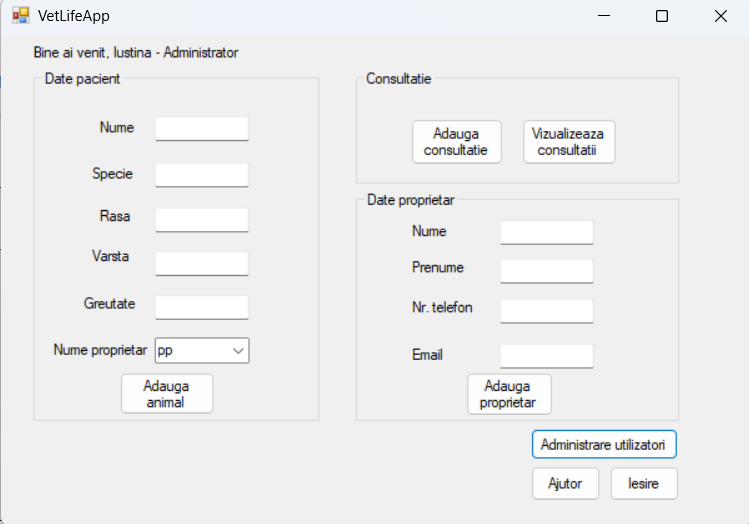 VetLifeApp
Bine ai venit, Iustina - Administrator
Date pacient
Nume
Specie
Rasa
Varsta
Greutate
Nume proprietar
pp
Adauga
animal
Consultatie
Adauga
consultatie
Vizualizeaza
consultatii
Date proprietar
Nume
Prenume
Nr. telefon
Email
Adauga
proprietar
Administrare utilizatori
Ajutor
Iesire